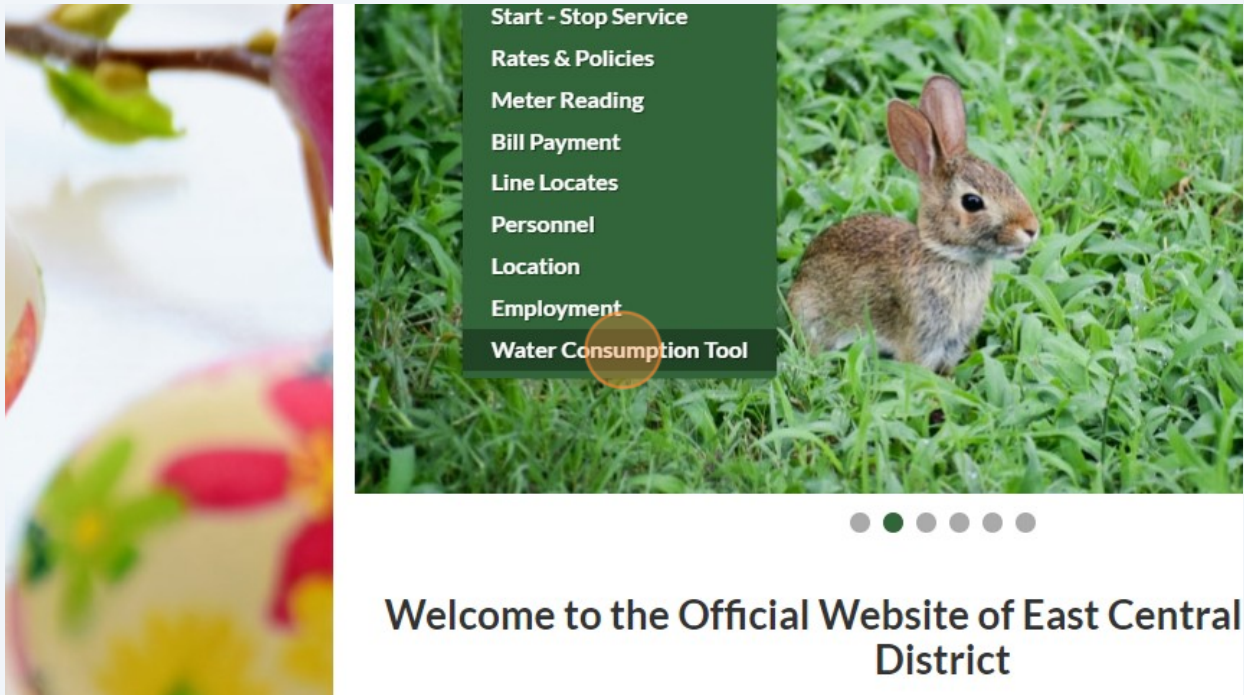 Start - Stop Service
Rates & Policies
Meter Reading
Bill Payment
Line Locates
Personnel
Location
Employment
Water Consumption Tool
Welcome to the Official Website of East Central
District